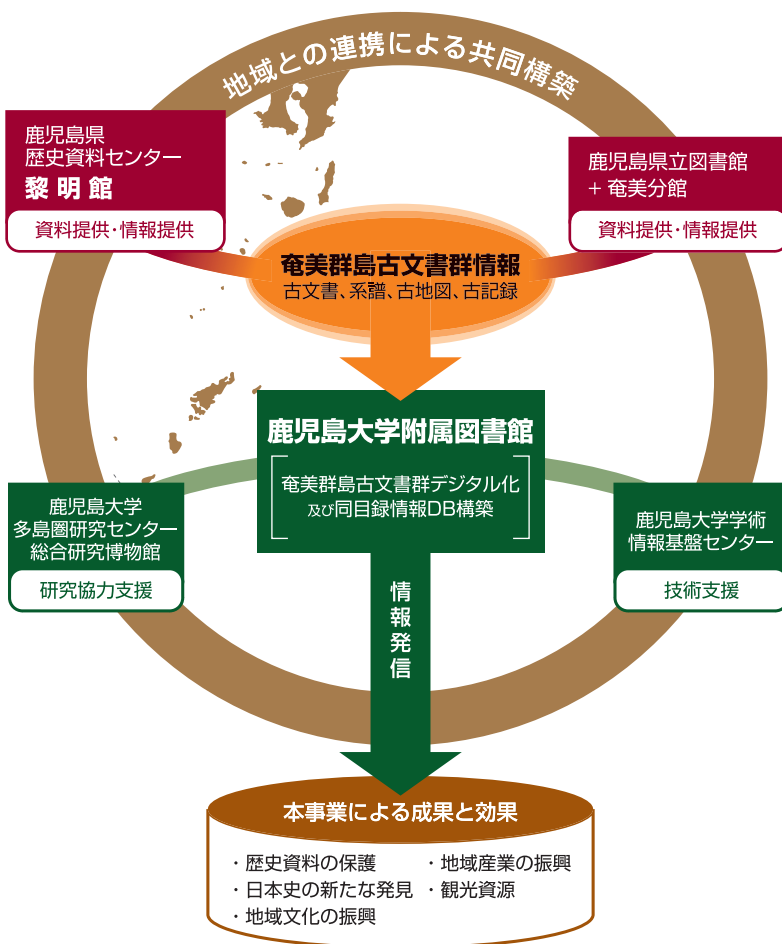 地域との連携による共同構築
鹿児島県
歴史資料センター
黎明館
資料提供・情報提供
鹿児島県立図書館
+ 奄美分館
資料提供・情報提供
奄美群島古文書群情報
古文書、系譜、古地図、古記録
鹿児島大学附属図書館
奄美群島古文書群デジタル化
及び同目録情報DB構築
鹿児島大学
多島圏研究センター
総合研究博物館
研究協力支援
鹿児島大学学術
情報基盤センター
技術支援
情報発信
本事業による成果と効果
・歴史資料の保護
・日本史の新たな発見
・地域文化の振興
・地域産業の振興
・観光資源